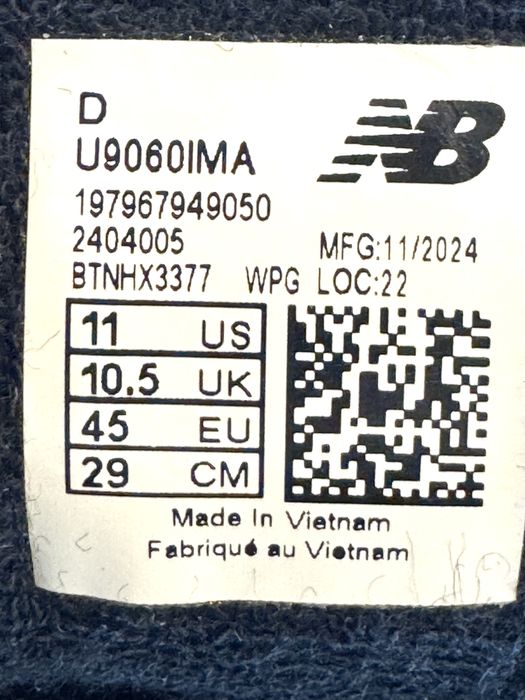 D
NB
U9060IMA
197967949050
2404005 MFG:11/2024
BTNHX3377 WPG LOC:22
11 US
10.5 UK
45 EU
29 CM
Made In Vietnam
Fabriqué au Vietnam